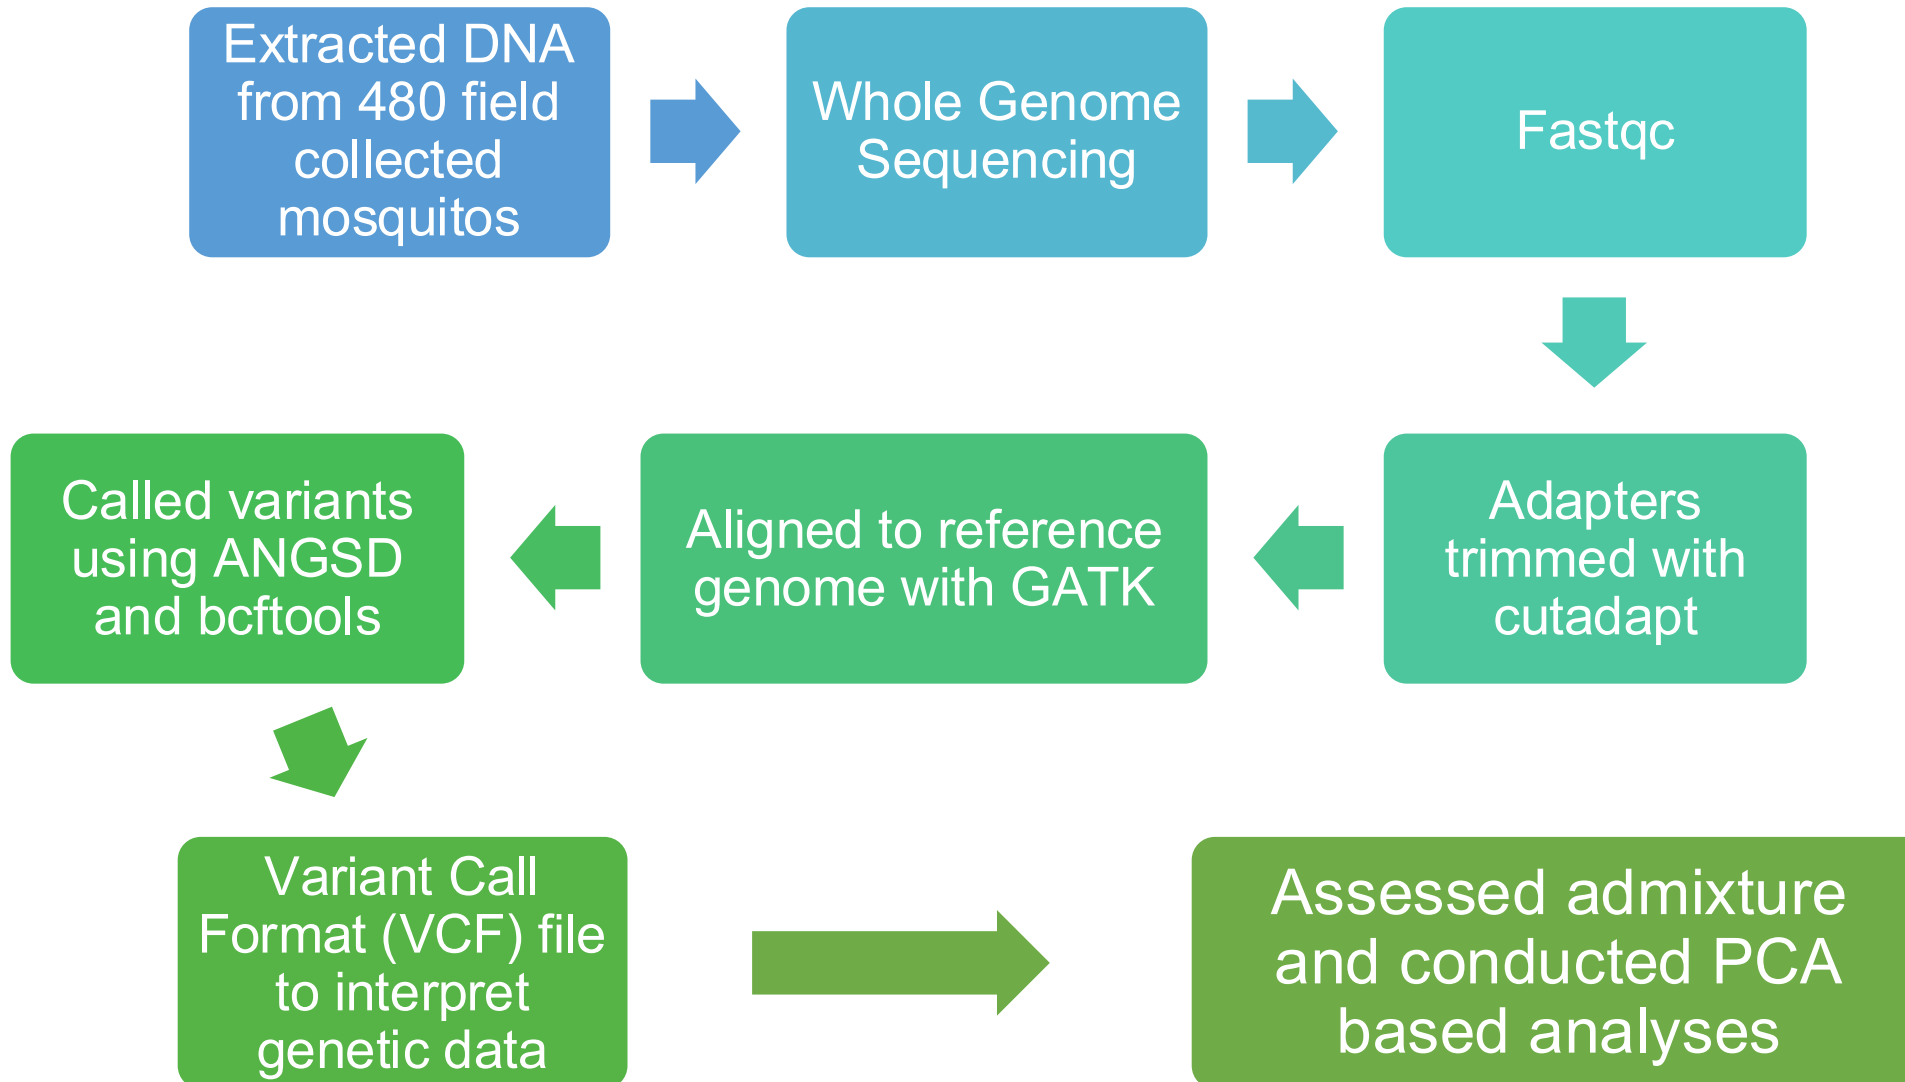 Extracted DNA
from 480 field
collected
mosquitos
Whole Genome
Sequencing
Fastqc
Adapters
trimmed with
cutadapt
Aligned to reference
genome with GATK
Called variants
using ANGSD
and bcftools
Variant Call
Format (VCF) file
to interpret
genetic data
Assessed admixture
and conducted PCA
based analyses